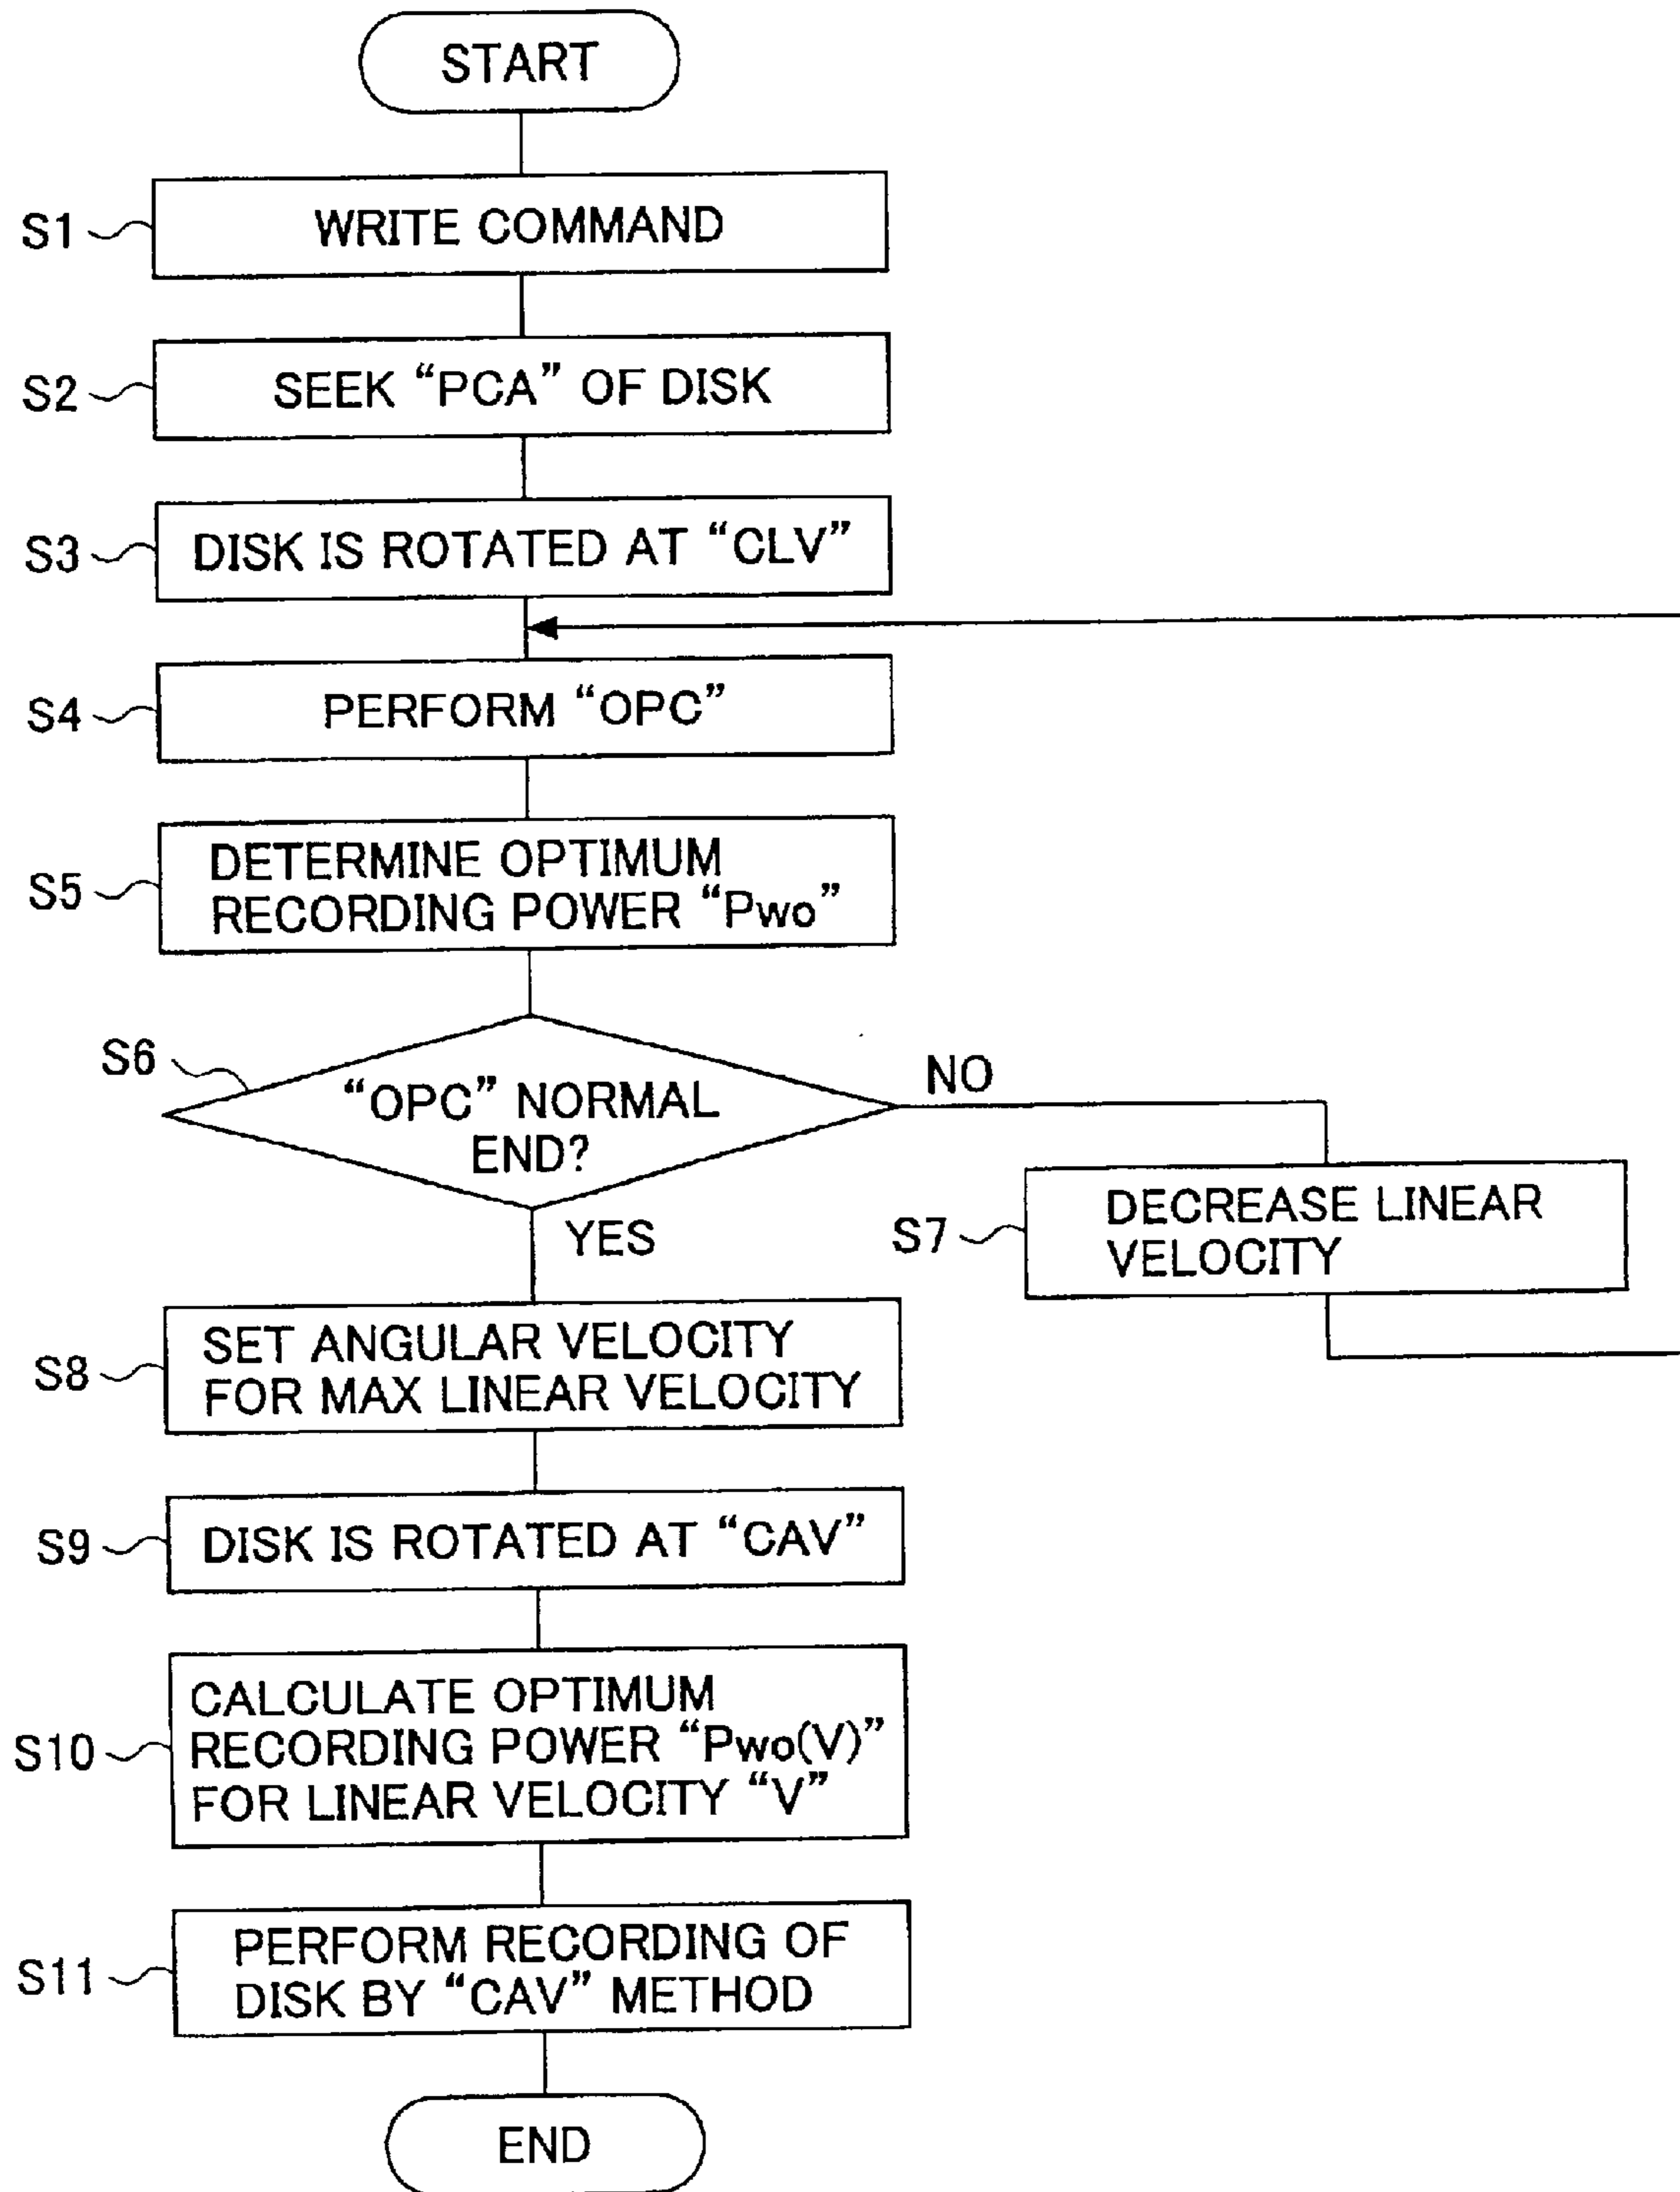 START
S1
WRITE COMMAND
S2
SEEK “PCA” OF DISK
S3
DISK IS ROTATED AT “CLV”
S4
PERFORM “OPC”
S5
DETERMINE OPTIMUM
RECORDING POWER “Pwo”
S6
“OPC” NORMAL
END?
NO
YES
S7
DECREASE LINEAR
VELOCITY
S8
SET ANGULAR VELOCITY
FOR MAX LINEAR VELOCITY
S9
DISK IS ROTATED AT “CAV”
S10
CALCULATE OPTIMUM
RECORDING POWER “Pwo(V)”
FOR LINEAR VELOCITY “V”
S11
PERFORM RECORDING OF
DISK BY “CAV” METHOD
END